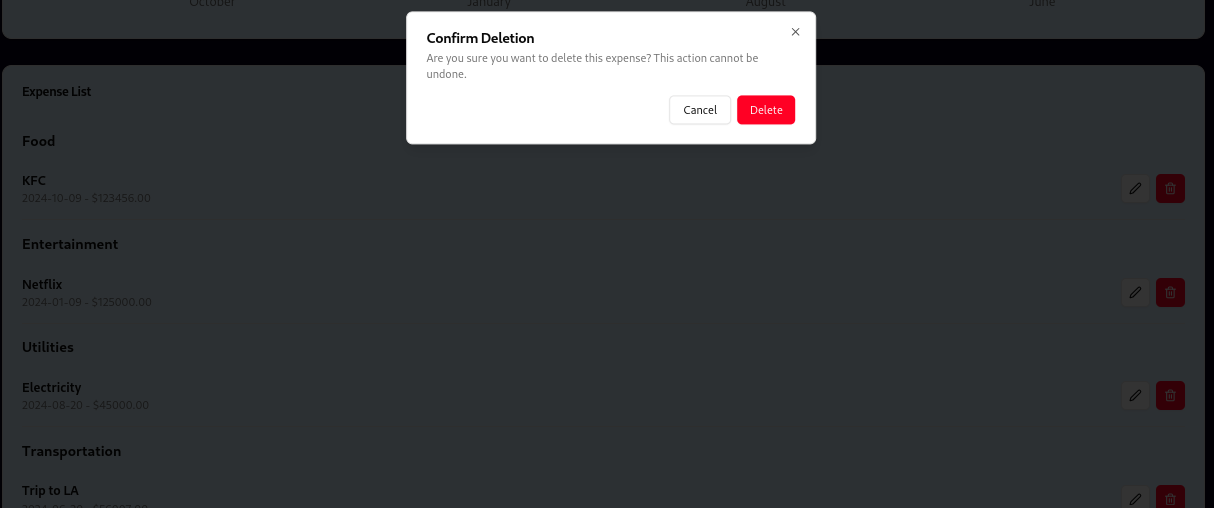 October January August June
Confirm Deletion
Are you sure you want to delete this expense? This action cannot be
undone.
Cancel Delete
Expense List
Food
KFC
2024-10-09 - $123456.00
Entertainment
Netflix
2024-01-09 - $125000.00
Utilities
Electricity
2024-08-20 - $45000.00
Transportation
Trip to LA